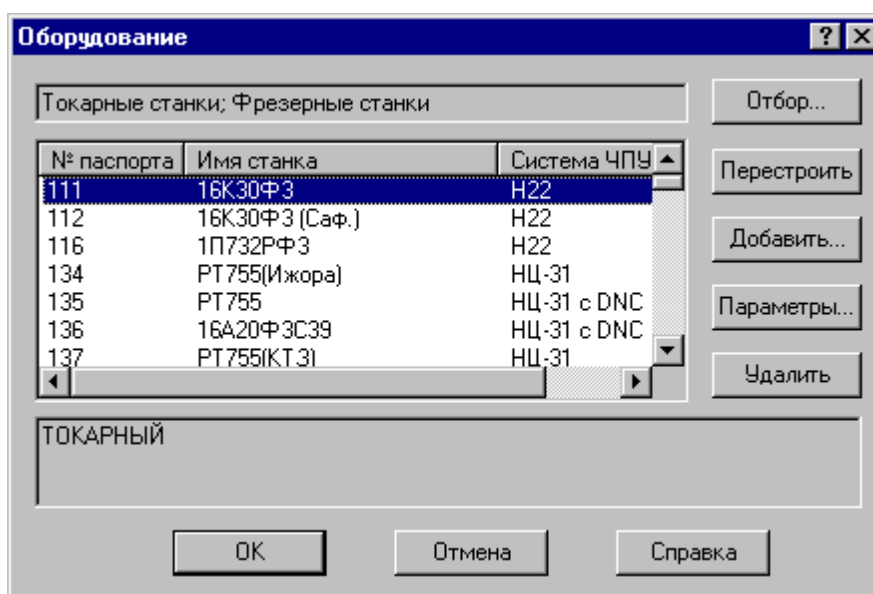 Оборудование
Токарные станки; Фрезерные станки
Отбор...
№ паспорта Имя станка Система ЧПУ
Перестроить
111 16К30Ф3 Н22
112 16К30Ф3 (Саф.) Н22
116 1П732РФ3 Н22
Добавить...
134 РТ755(Ижора) НЦ-31
135 РТ755 НЦ-31 с DNC
Параметры...
136 16А20Ф3С39 НЦ-31 с DNC
137 РТ755(КТЗ) НЦ-31
Удалить
ТОКАРНЫЙ
ОК
Отмена
Справка